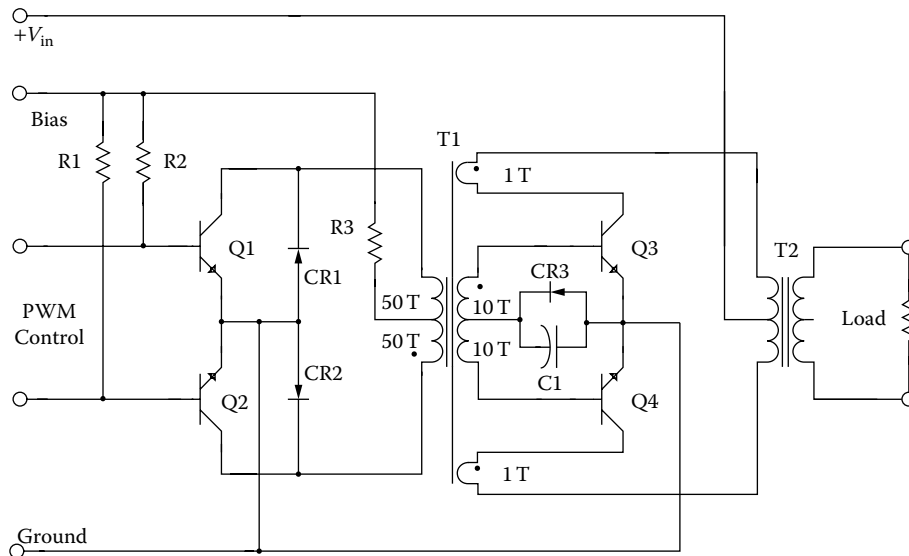 +Vin
Bias
R1
R2
T1
1 T
Q1
CR1
R3
Q3
T2
CR3
50 T
10 T
PWM
Control
Load
50 T
10 T
CR2
C1
Q2
Q4
1 T
Ground